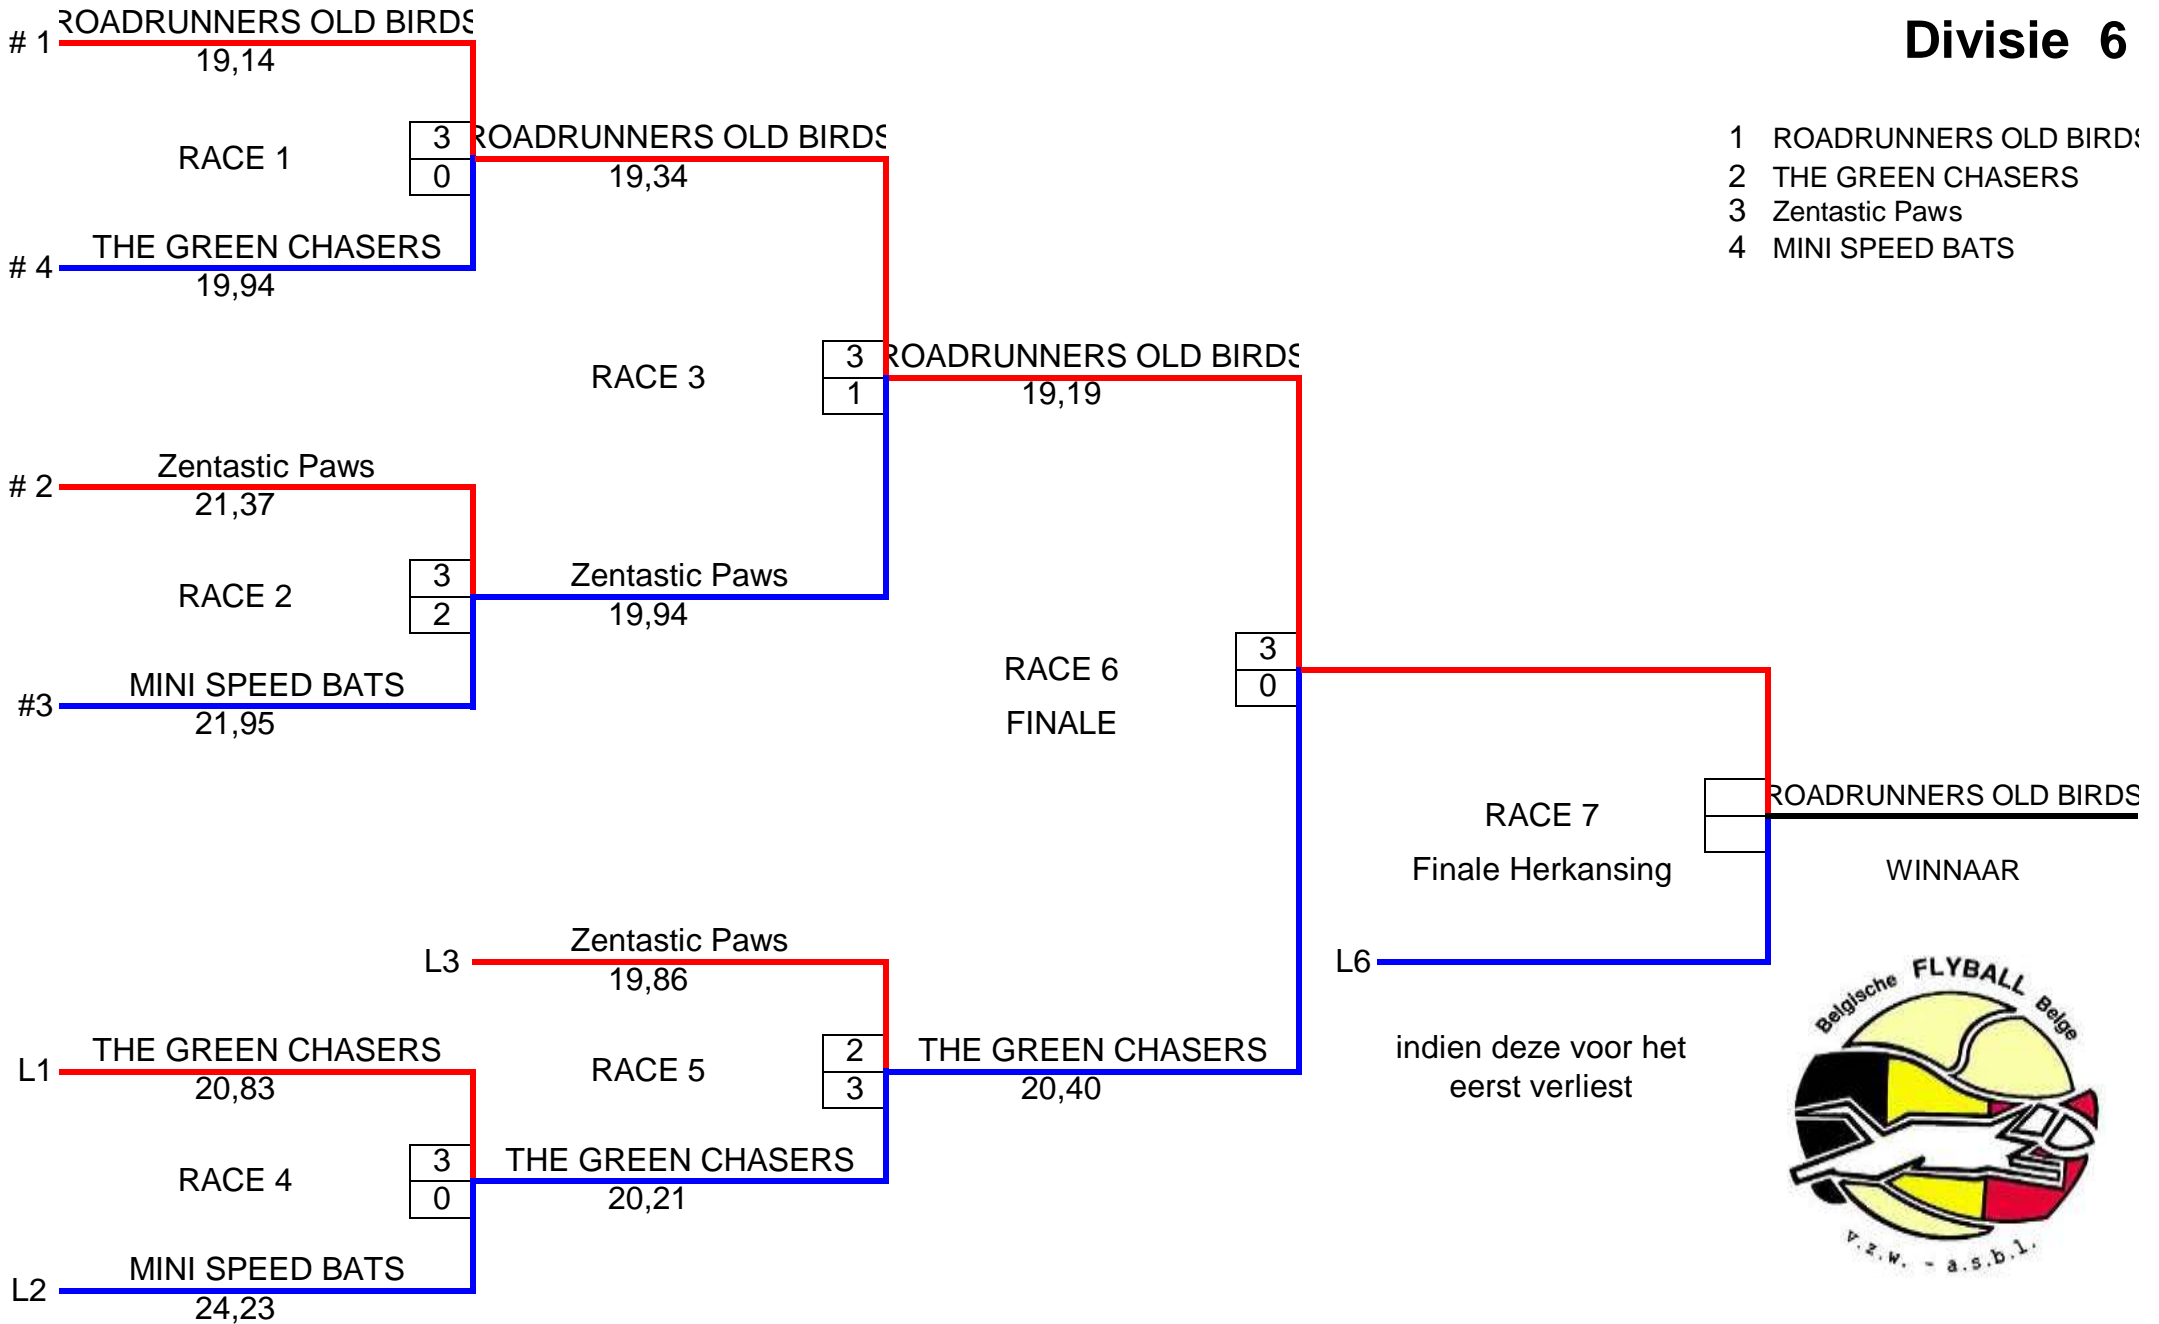 Divisie 6
1 ROADRUNNERS OLD BIRDS
2 THE GREEN CHASERS
3 Zentastic Paws
4 MINI SPEED BATS
# 1 ROADRUNNERS OLD BIRDS
19,14
RACE 1
3
0
# 4 THE GREEN CHASERS
19,94
ROADRUNNERS OLD BIRDS
19,34
RACE 3
3
1
ROADRUNNERS OLD BIRDS
19,19
# 2 Zentastic Paws
21,37
RACE 2
3
2
#3 MINI SPEED BATS
21,95
Zentastic Paws
19,94
RACE 6
FINALE
3
0
RACE 7
Finale Herkansing
ROADRUNNERS OLD BIRDS
WINNAAR
L6
indien deze voor het
eerst verliest
L3 Zentastic Paws
19,86
RACE 5
2
3
THE GREEN CHASERS
20,40
L1 THE GREEN CHASERS
20,83
RACE 4
3
0
THE GREEN CHASERS
20,21
L2 MINI SPEED BATS
24,23
Belgische FLYBALL Belge
v.z.w. - a.s.b.l.